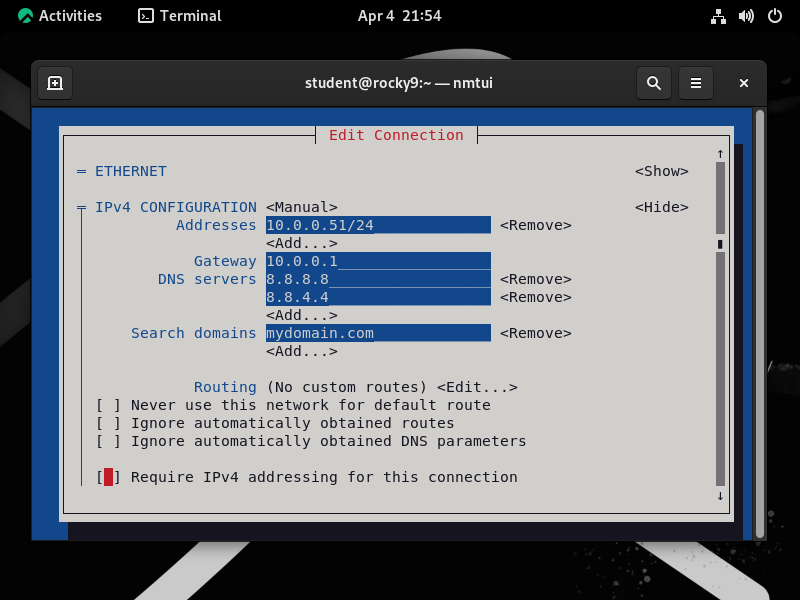 Activities Terminal Apr 4 21:54
student@rocky9:~ — nmtui
Edit Connection
= ETHERNET <Show>
IPv4 CONFIGURATION <Manual> <Hide>
Addresses 10.0.0.51/24 <Remove>
<Add...>
Gateway 10.0.0.1
DNS servers 8.8.8.8 <Remove>
8.8.4.4 <Remove>
<Add...>
Search domains mydomain.com <Remove>
<Add...>
Routing (No custom routes) <Edit...>
[ ] Never use this network for default route
[ ] Ignore automatically obtained routes
[ ] Ignore automatically obtained DNS parameters
[ ] Require IPv4 addressing for this connection